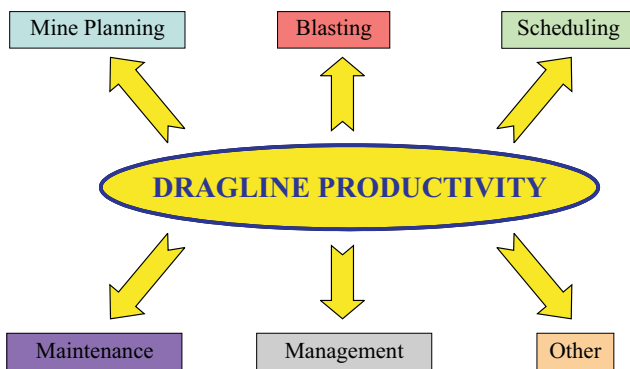 Mine Planning
Blasting
Scheduling
DRAGLINE PRODUCTIVITY
Maintenance
Management
Other